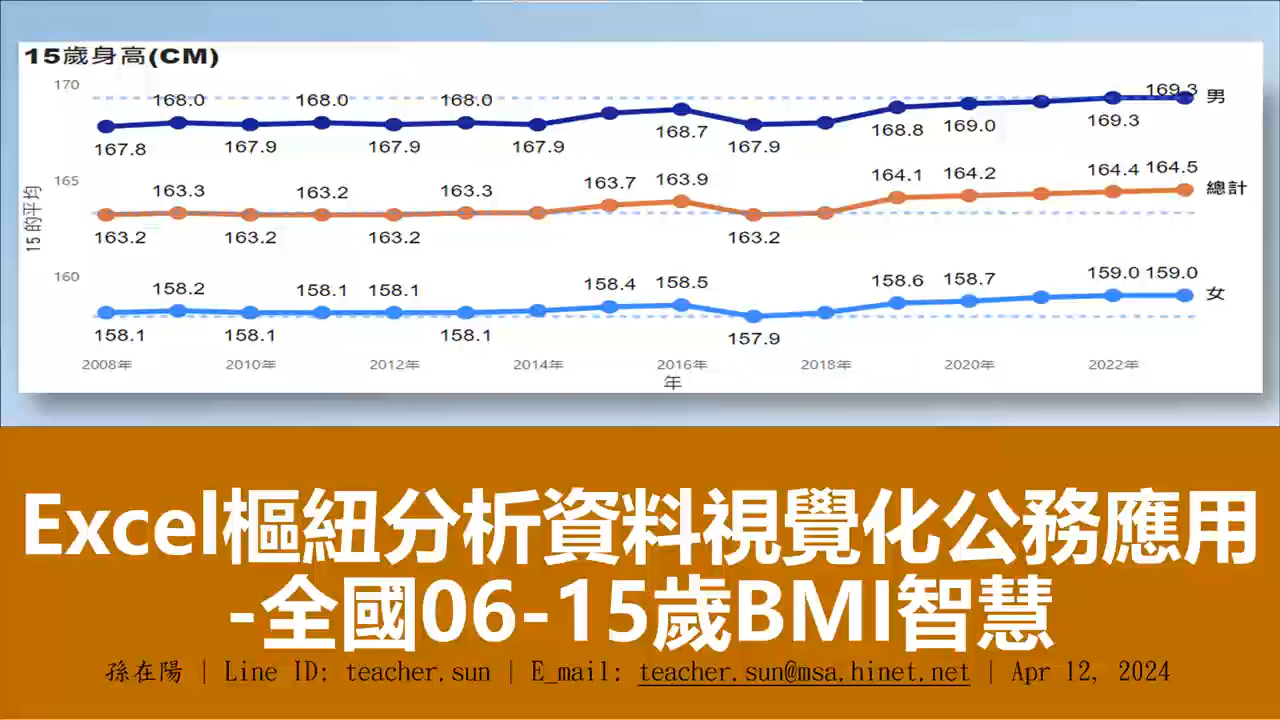 15歲身高(CM)
170
168.0 168.0 168.0 169.3 男
167.8 167.9 167.9 167.9 168.7 167.9 168.8 169.0 169.3
165
163.3 163.2 163.3 163.7 163.9 164.1 164.2 164.4 164.5 總計
163.2 163.2 163.2 163.2
15 的平均
160
158.2 158.1 158.1 158.4 158.5 158.6 158.7 159.0 159.0 女
158.1 158.1 158.1 157.9
2008年 2010年 2012年 2014年 2016年 2018年 2020年 2022年
年
Excel樞紐分析資料視覺化公務應用
-全國06-15歲BMI智慧
孫在陽 | Line ID: teacher.sun | E_mail: teacher.sun@msa.hinet.net | Apr 12, 2024